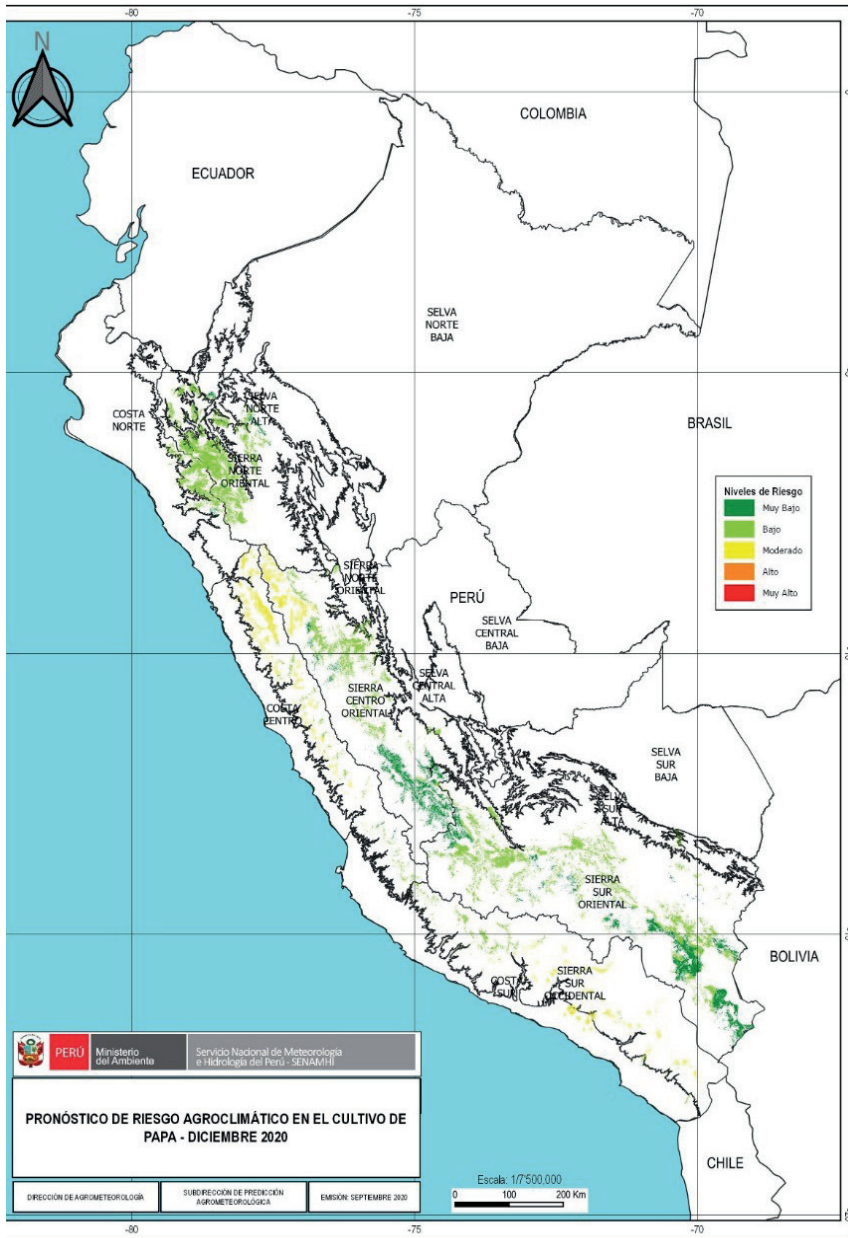 -80
-75
-70
N
COLOMBIA
ECUADOR
SELVA
NORTE
BAJA
COSTA
NORTE
SELVA
NORTE
ALTA
BRASIL
SIERRA
NORTE
ORIENTAL
Niveles de Riesgo
Muy Bajo
Bajo
Moderado
Alto
Muy Alto
SIERRA
NORTE
ORIENTAL
PERÚ
SELVA
CENTRAL
BAJA
SELVA
CENTRAL
ALTA
SIERRA
CENTRO
ORIENTAL
COSTA
CENTRO
SELVA
SUR
BAJA
SELVA
SUR
ALTA
SIERRA
SUR
ORIENTAL
BOLIVIA
COSTA
SUR
SIERRA
SUR
OCCIDENTAL
PERÚ
Ministerio
del Ambiente
Servicio Nacional de Meteorología
e Hidrología del Perú - SENAMHI
PRONÓSTICO DE RIESGO AGROCLIMÁTICO EN EL CULTIVO DE
PAPA - DICIEMBRE 2020
DIRECCIÓN DE AGROMETEOROLOGÍA
SUBDIRECCIÓN DE PREDICCIÓN
AGROMETEOROLÓGICA
EMISIÓN: SEPTIEMBRE 2020
Escala: 1/7'500,000
0 100 200 Km
CHILE
-80
-75
-70